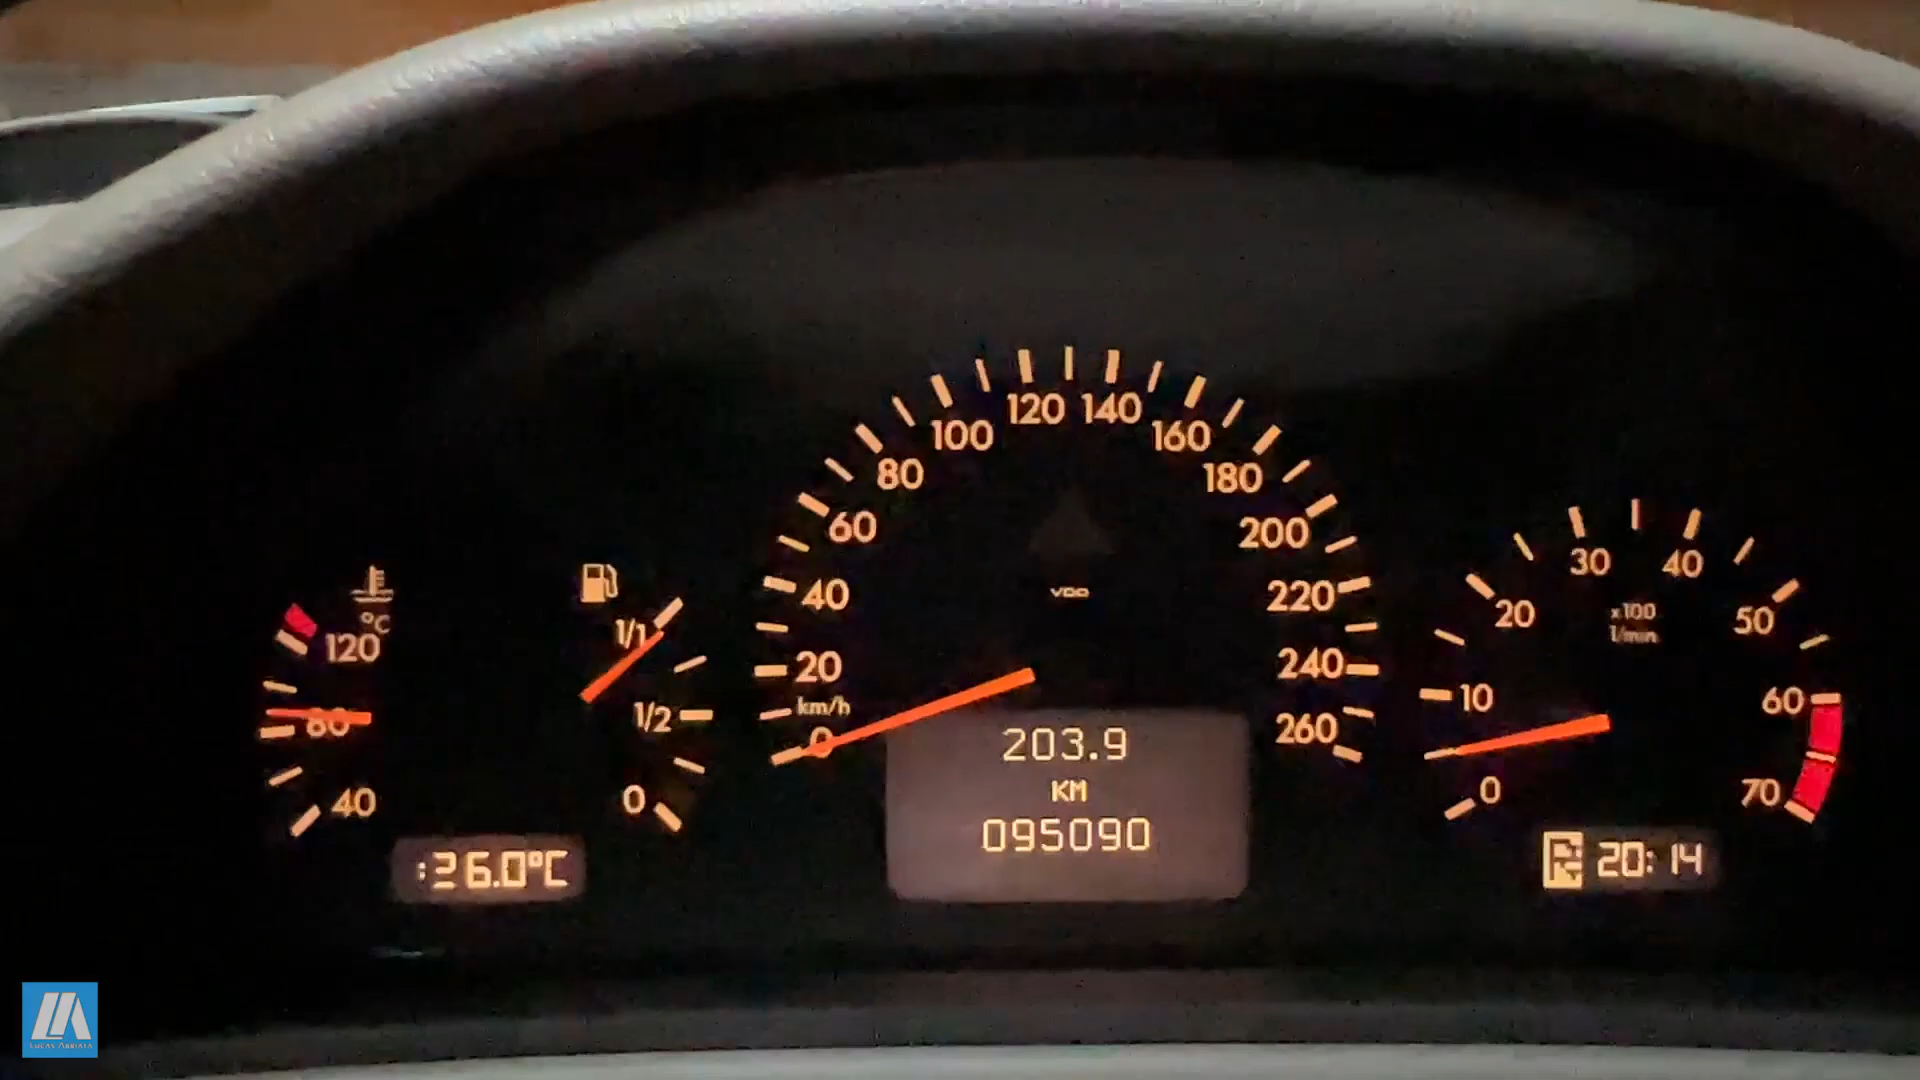 120 140
100 160
80 180
60 200
40 220
20 240
km/h
0 260
VDO
°C
120
80
40
1/1
1/2
0
26.0°C
203.9
KM
095090
30 40
20 50
x100
1/min
10 60
0 70
20:14
LUCAS ABRIATA